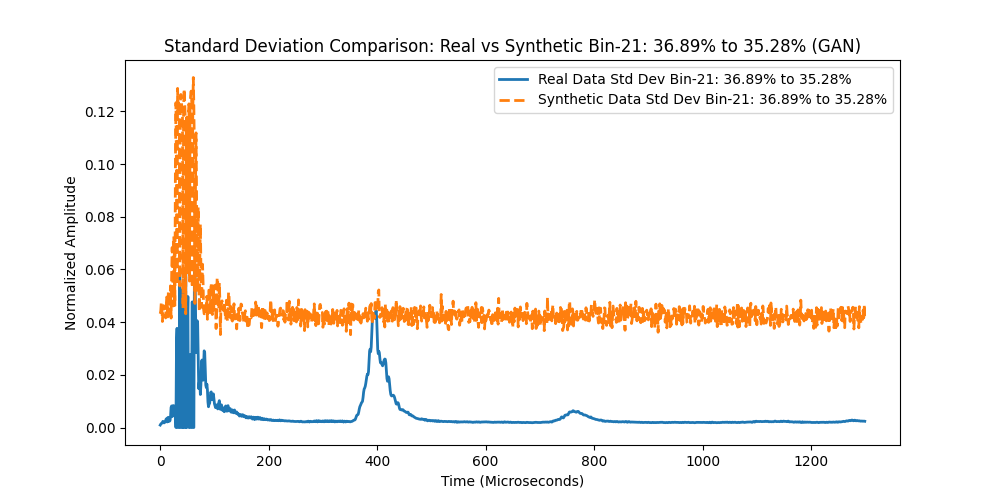 Standard Deviation Comparison: Real vs Synthetic Bin-21: 36.89% to 35.28% (GAN)
Real Data Std Dev Bin-21: 36.89% to 35.28%
Synthetic Data Std Dev Bin-21: 36.89% to 35.28%
Normalized Amplitude
0.12
0.10
0.08
0.06
0.04
0.02
0.00
0 200 400 600 800 1000 1200
Time (Microseconds)